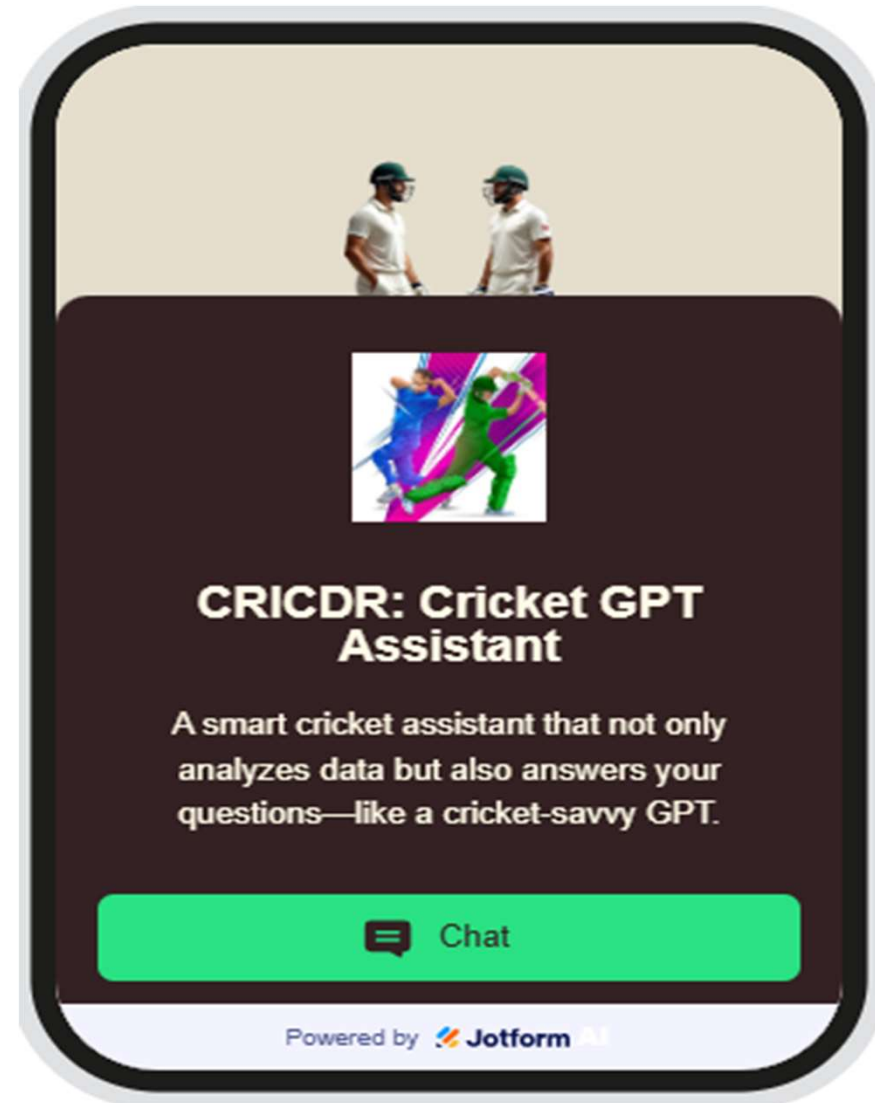 CRICDR: Cricket GPT
Assistant
A smart cricket assistant that not only
analyzes data but also answers your
questions—like a cricket-savvy GPT.
Chat
Powered by Jotform AI